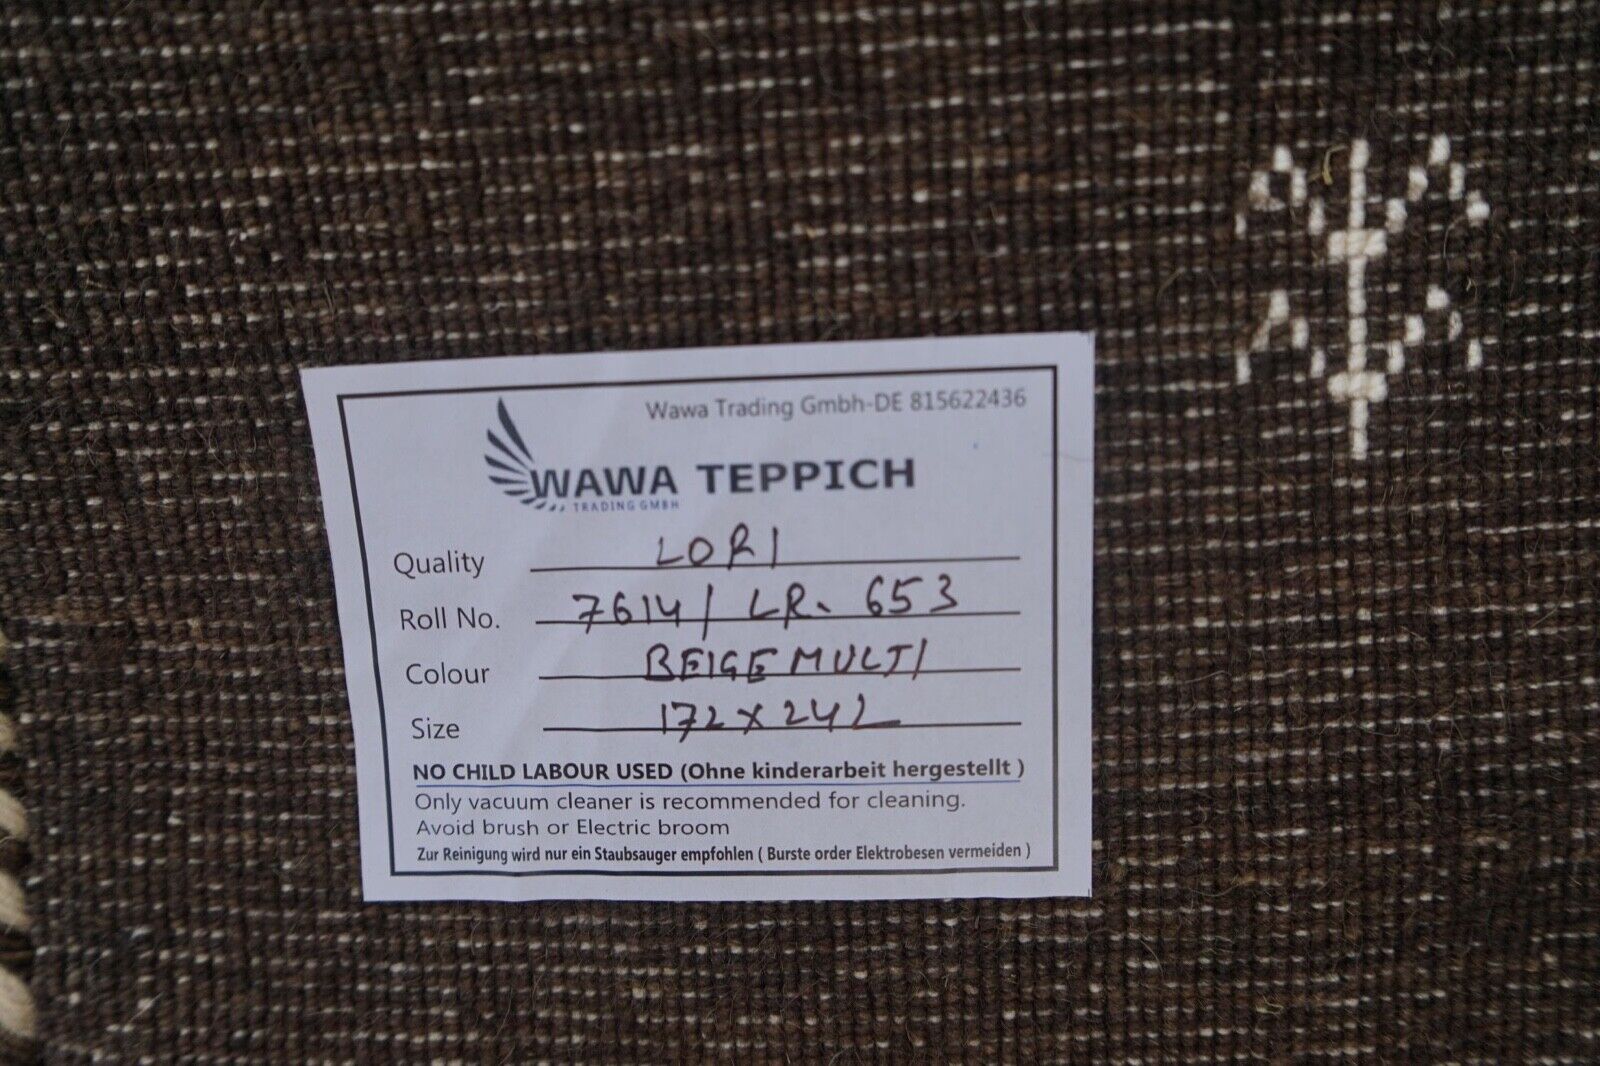 Wawa Trading Gmbh-DE 815622436
WAWA TEPPICH
TRADING GMBH
Quality LORI
Roll No. 7614/ LR. 653
Colour BEIGE MULTI
Size 172x242
NO CHILD LABOUR USED (Ohne kinderarbeit hergestellt )
Only vacuum cleaner is recommended for cleaning.
Avoid brush or Electric broom
Zur Reinigung wird nur ein Staubsauger empfohlen ( Burste order Elektrobesen vermeiden )